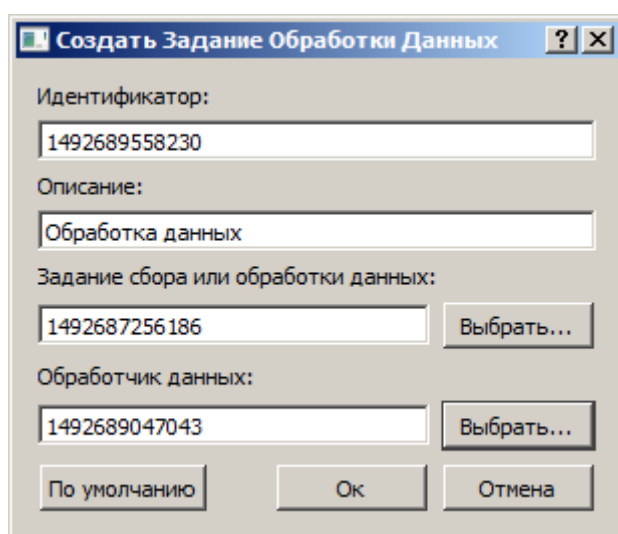 Создать Задание Обработки Данных
Идентификатор:
1492689558230
Описание:
Обработка данных
Задание сбора или обработки данных:
1492687256186 Выбрать...
Обработчик данных:
1492689047043 Выбрать...
По умолчанию Ок Отмена